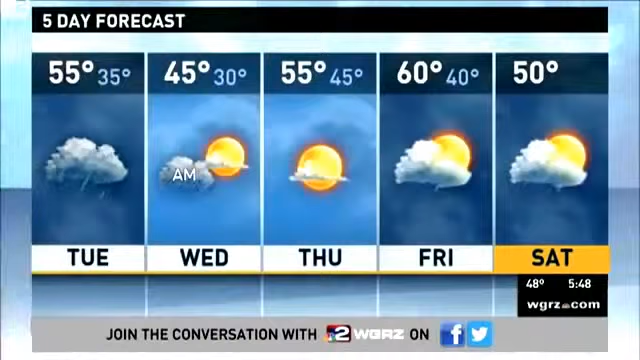 5 DAY FORECAST
55° 35° 45° 30° 55° 45° 60° 40° 50°
AM
TUE WED THU FRI SAT
48° 5:48
wgrz.com
JOIN THE CONVERSATION WITH 2 WGRZ ON f